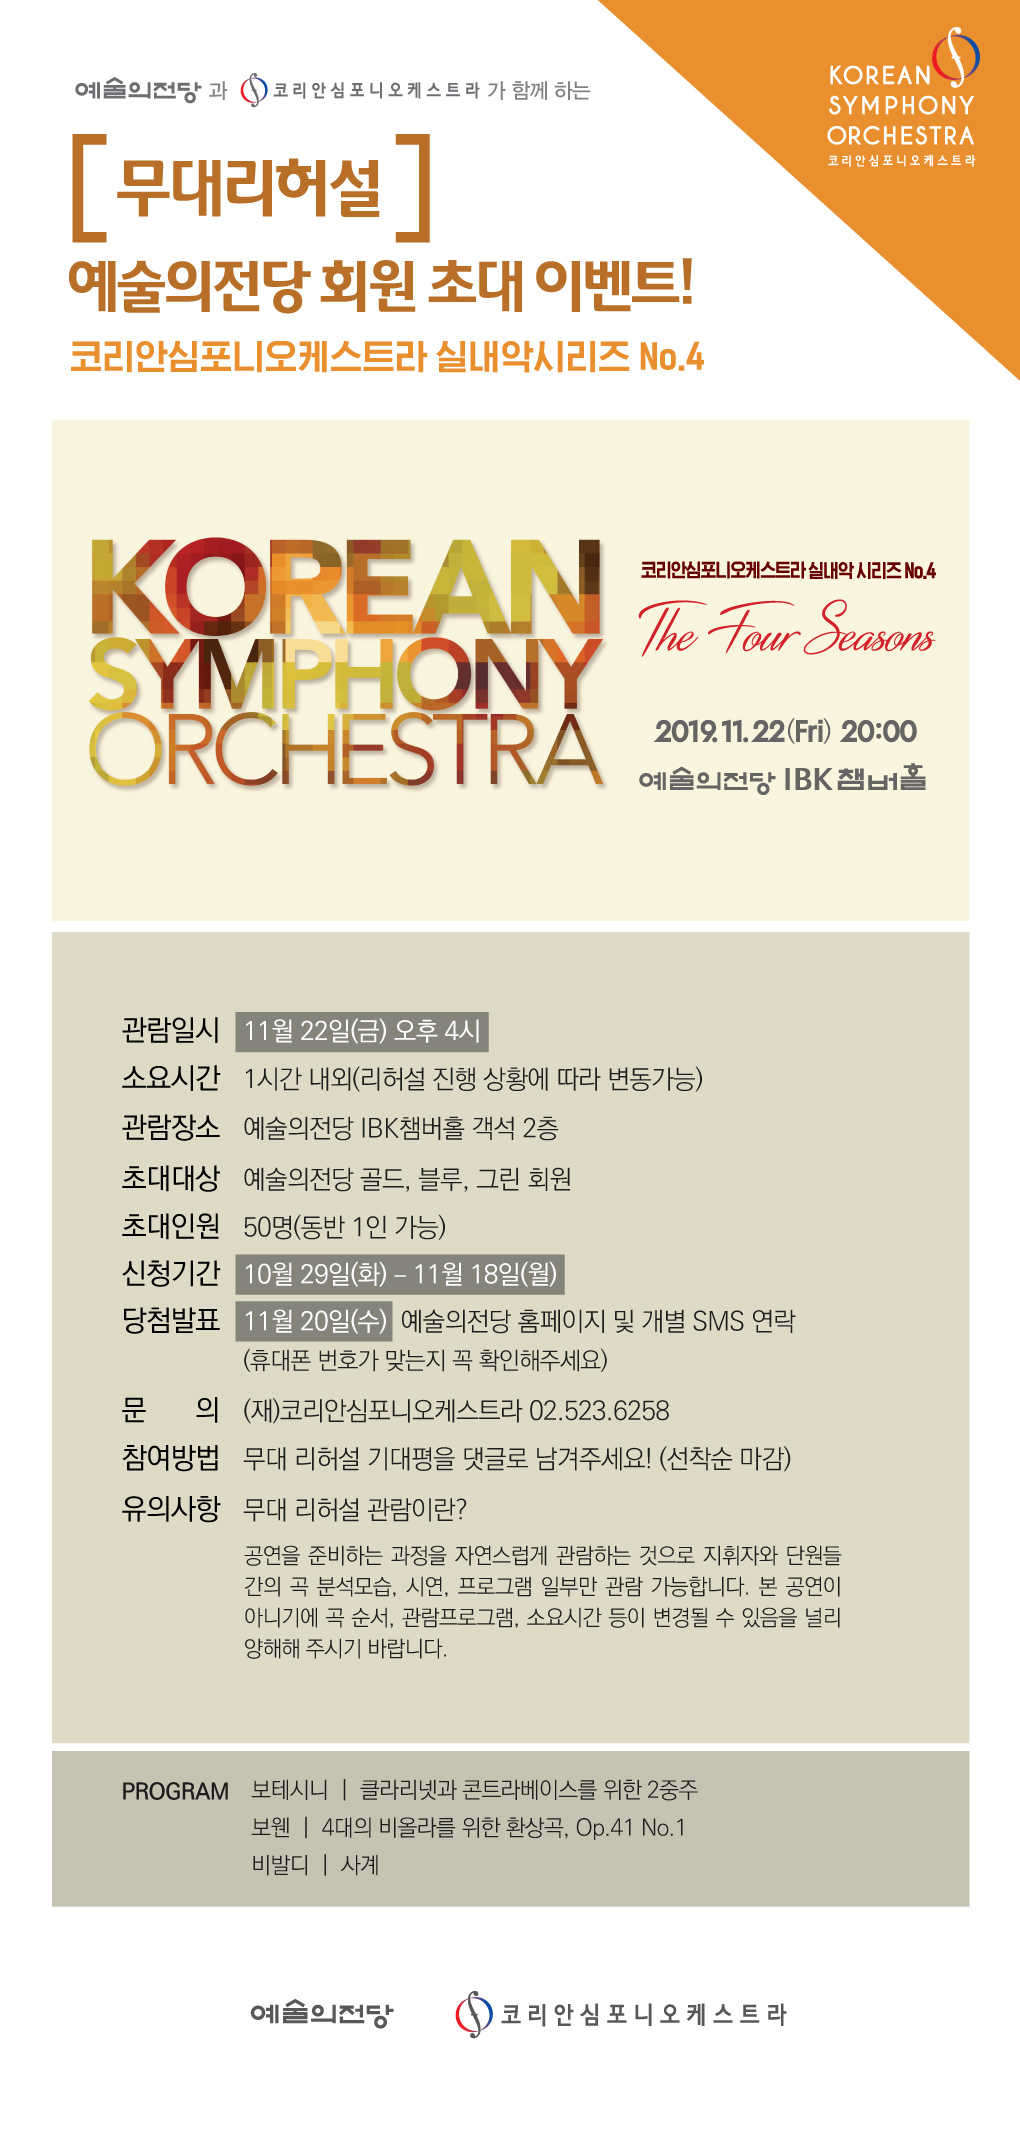 예술의전당 과 코리안심포니오케스트라 가 함께 하는
KOREAN
SYMPHONY
ORCHESTRA
코리안심포니오케스트라
[무대리허설]
예술의전당 회원 초대 이벤트!
코리안심포니오케스트라 실내악시리즈 No.4
KOREAN
SYMPHONY
ORCHESTRA
코리안심포니오케스트라 실내악 시리즈 No.4
The Four Seasons
2019.11.22(Fri) 20:00
예술의전당 IBK챔버홀
관람일시 11월 22일(금) 오후 4시
소요시간 1시간 내외(리허설 진행 상황에 따라 변동가능)
관람장소 예술의전당 IBK챔버홀 객석 2층
초대대상 예술의전당 골드, 블루, 그린 회원
초대인원 50명(동반 1인 가능)
신청기간 10월 29일(화) – 11월 18일(월)
당첨발표 11월 20일(수) 예술의전당 홈페이지 및 개별 SMS 연락
(휴대폰 번호가 맞는지 꼭 확인해주세요)
문 의 (재)코리안심포니오케스트라 02.523.6258
참여방법 무대 리허설 기대평을 댓글로 남겨주세요! (선착순 마감)
유의사항 무대 리허설 관람이란?
공연을 준비하는 과정을 자연스럽게 관람하는 것으로 지휘자와 단원들
간의 곡 분석모습, 시연, 프로그램 일부만 관람 가능합니다. 본 공연이
아니기에 곡 순서, 관람프로그램, 소요시간 등이 변경될 수 있음을 널리
양해해 주시기 바랍니다.
PROGRAM 보테시니 | 클라리넷과 콘트라베이스를 위한 2중주
보웬 | 4대의 비올라를 위한 환상곡, Op.41 No.1
비발디 | 사계
예술의전당 코리안심포니오케스트라